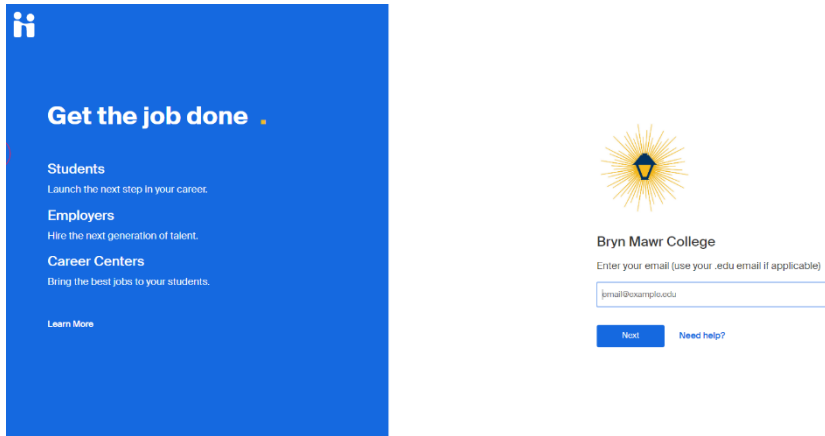 Get the job done .
Students
Launch the next step in your career.
Employers
Hire the next generation of talent.
Career Centers
Bring the best jobs to your students.
Learn More
Bryn Mawr College
Enter your email (use your .edu email if applicable)
email@example.edu
Next Need help?